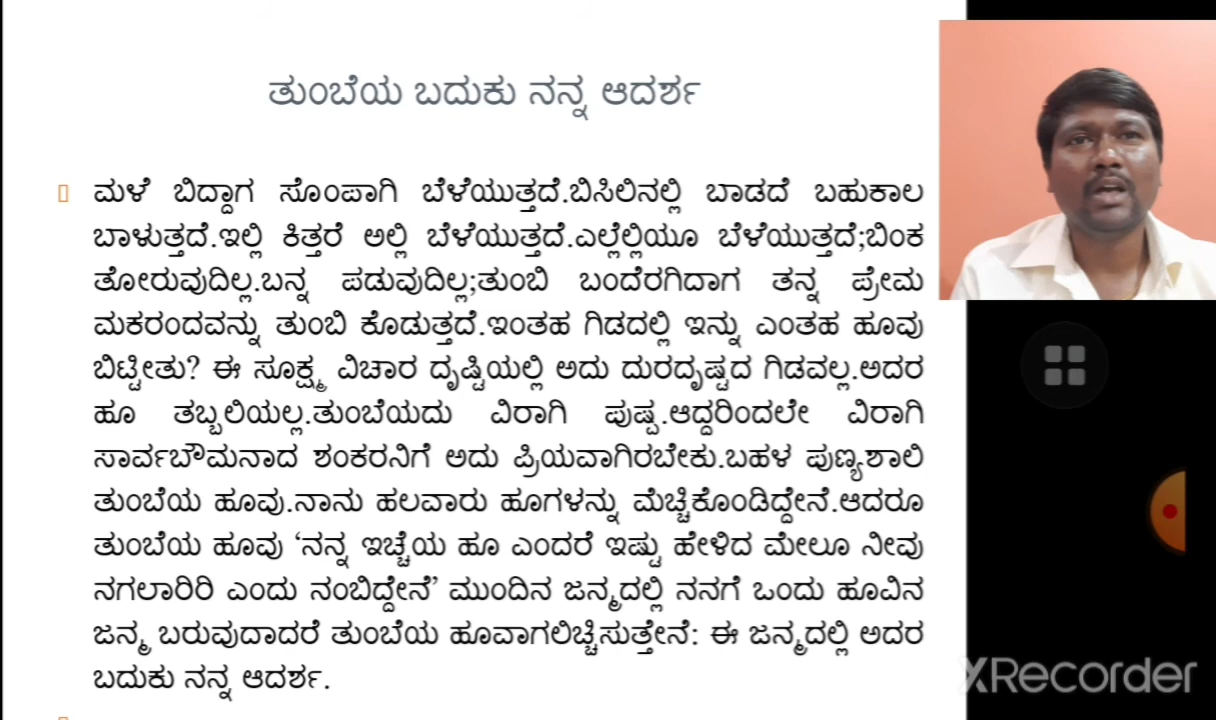 ತುಂಬೆಯ ಬದುಕು ನನ್ನ ಆದರ್ಶ
ಮಳೆ ಬಿದ್ದಾಗ ಸೊಂಪಾಗಿ ಬೆಳೆಯುತ್ತದೆ.ಬಿಸಿಲಿನಲ್ಲಿ ಬಾಡದೆ ಬಹುಕಾಲ
ಬಾಳುತ್ತದೆ.ಇಲ್ಲಿ ಕಿತ್ತರೆ ಅಲ್ಲಿ ಬೆಳೆಯುತ್ತದೆ.ಎಲ್ಲೆಲ್ಲಿಯೂ ಬೆಳೆಯುತ್ತದೆ;ಬಿಂಕ
ತೋರುವುದಿಲ್ಲ.ಬನ್ನ ಪಡುವುದಿಲ್ಲ;ತುಂಬಿ ಬಂದೆರಗಿದಾಗ ತನ್ನ ಪ್ರೇಮ
ಮಕರಂದವನ್ನು ತುಂಬಿ ಕೊಡುತ್ತದೆ.ಇಂತಹ ಗಿಡದಲ್ಲಿ ಇನ್ನು ಎಂತಹ ಹೂವು
ಬಿಟ್ಟೀತು? ಈ ಸೂಕ್ಷ್ಮ ವಿಚಾರ ದೃಷ್ಟಿಯಲ್ಲಿ ಅದು ದುರದೃಷ್ಟದ ಗಿಡವಲ್ಲ.ಅದರ
ಹೂ ತಬ್ಬಲಿಯಲ್ಲ.ತುಂಬೆಯದು ವಿರಾಗಿ ಪುಷ್ಪ.ಆದ್ದರಿಂದಲೇ ವಿರಾಗಿ
ಸಾರ್ವಬೌಮನಾದ ಶಂಕರನಿಗೆ ಅದು ಪ್ರಿಯವಾಗಿರಬೇಕು.ಬಹಳ ಪುಣ್ಯಶಾಲಿ
ತುಂಬೆಯ ಹೂವು.ನಾನು ಹಲವಾರು ಹೂಗಳನ್ನು ಮೆಚ್ಚಿಕೊಂಡಿದ್ದೇನೆ.ಆದರೂ
ತುಂಬೆಯ ಹೂವು ‘ನನ್ನ ಇಚ್ಚೆಯ ಹೂ ಎಂದರೆ ಇಷ್ಟು ಹೇಳಿದ ಮೇಲೂ ನೀವು
ನಗಲಾರಿರಿ ಎಂದು ನಂಬಿದ್ದೇನೆ’ ಮುಂದಿನ ಜನ್ಮದಲ್ಲಿ ನನಗೆ ಒಂದು ಹೂವಿನ
ಜನ್ಮ ಬರುವುದಾದರೆ ತುಂಬೆಯ ಹೂವಾಗಲಿಚ್ಚಿಸುತ್ತೇನೆ: ಈ ಜನ್ಮದಲ್ಲಿ ಅದರ
ಬದುಕು ನನ್ನ ಆದರ್ಶ.
XRecorder